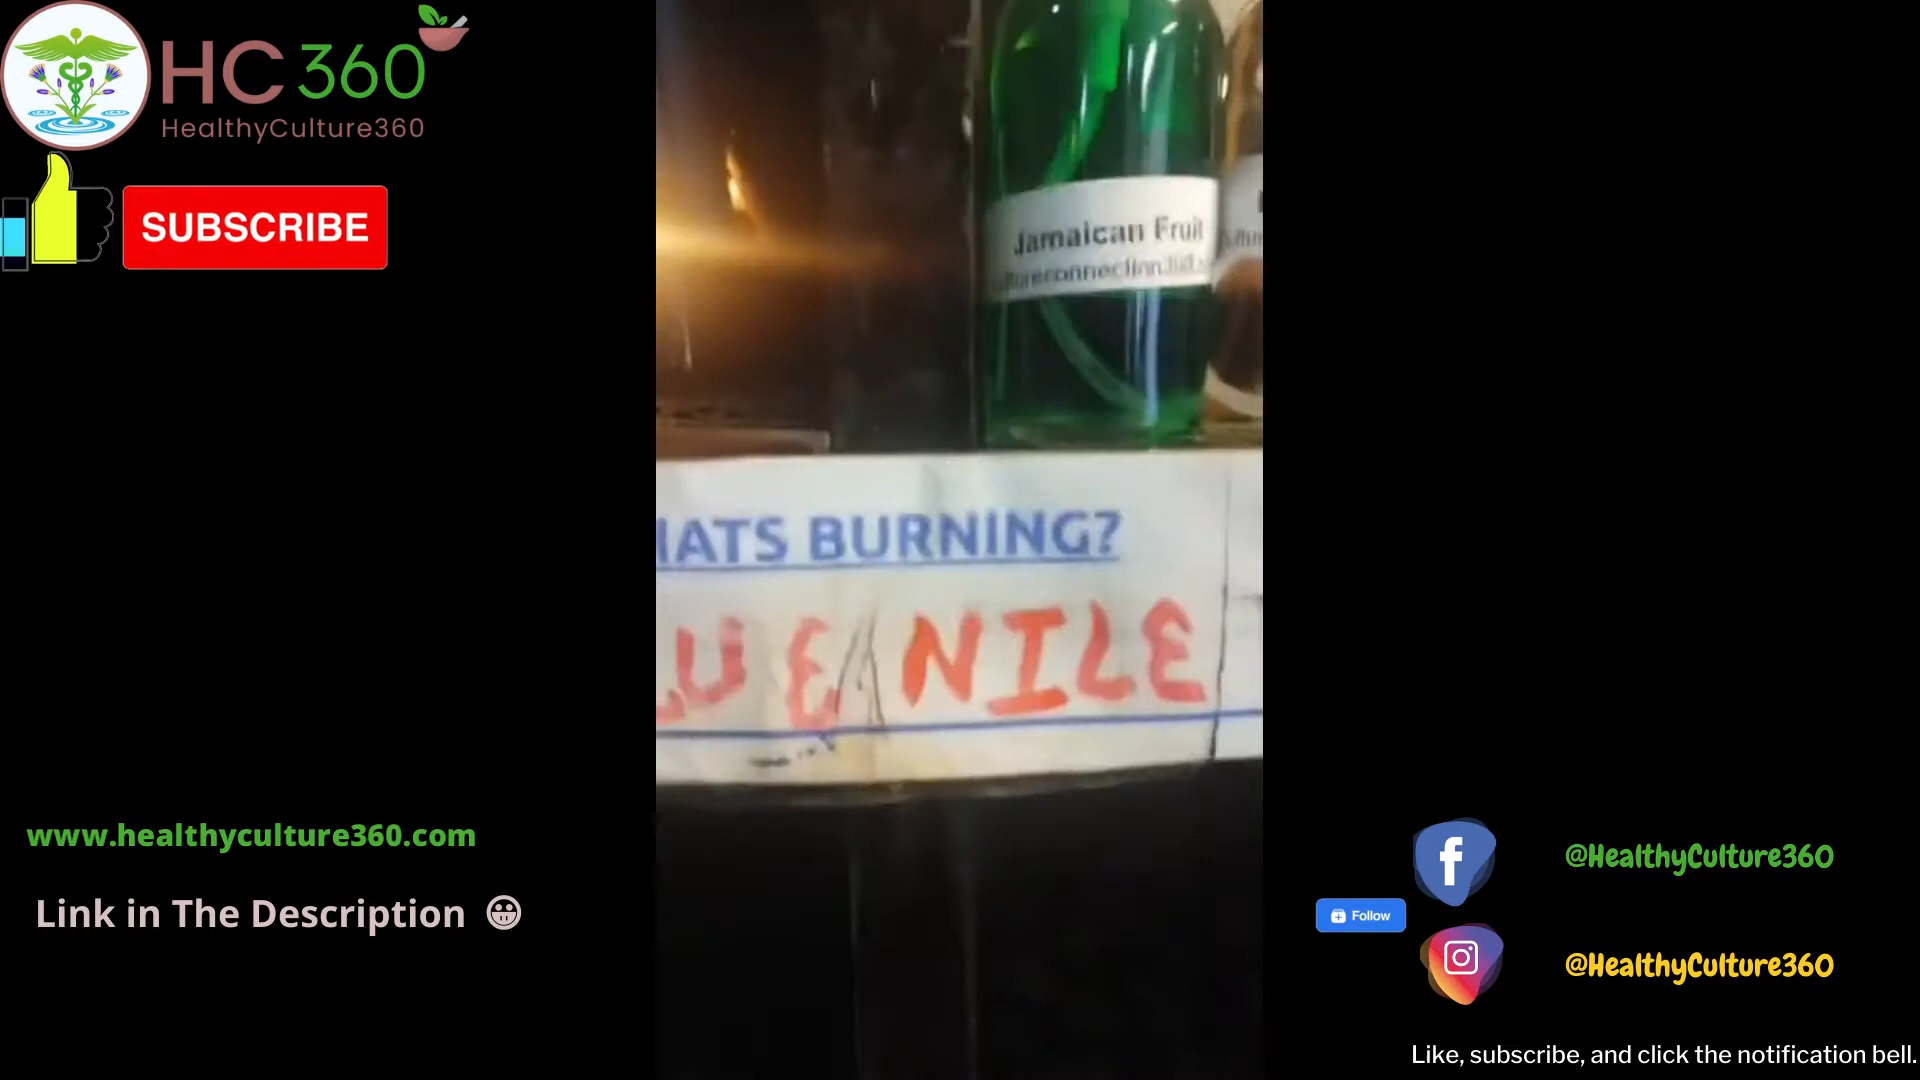 HC 360
HealthyCulture360
SUBSCRIBE
Jamaican Fruit
BURNING?
NILE
www.healthyculture360.com
Link in The Description
@HealthyCulture360
Follow
@HealthyCulture360
Like, subscribe, and click the notification bell.